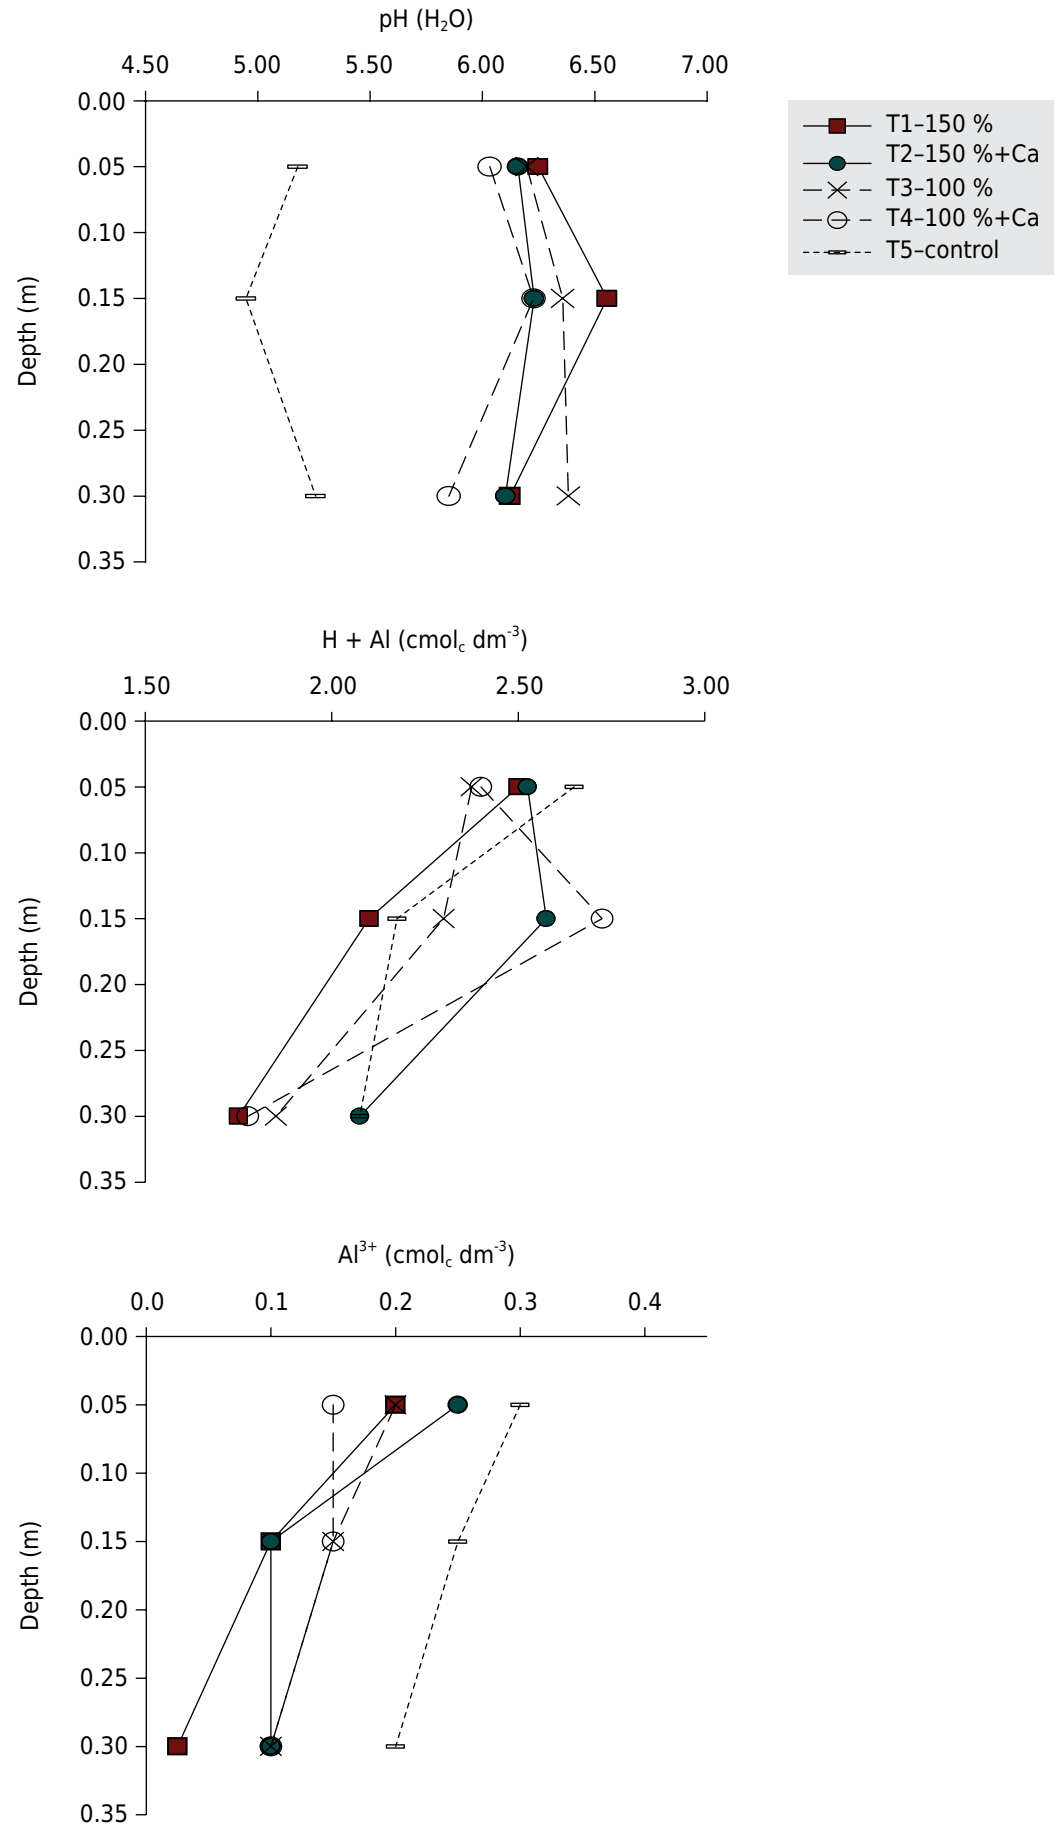 pH (H₂O)
4.50 5.00 5.50 6.00 6.50 7.00
0.00
0.05
0.10
0.15
0.20
0.25
0.30
0.35
Depth (m)
T1–150 %
T2–150 %+Ca
T3–100 %
T4–100 %+Ca
T5–control
H + Al (cmol_c dm⁻³)
1.50 2.00 2.50 3.00
0.00
0.05
0.10
0.15
0.20
0.25
0.30
0.35
Depth (m)
Al³⁺ (cmol_c dm⁻³)
0.0 0.1 0.2 0.3 0.4
0.00
0.05
0.10
0.15
0.20
0.25
0.30
0.35
Depth (m)